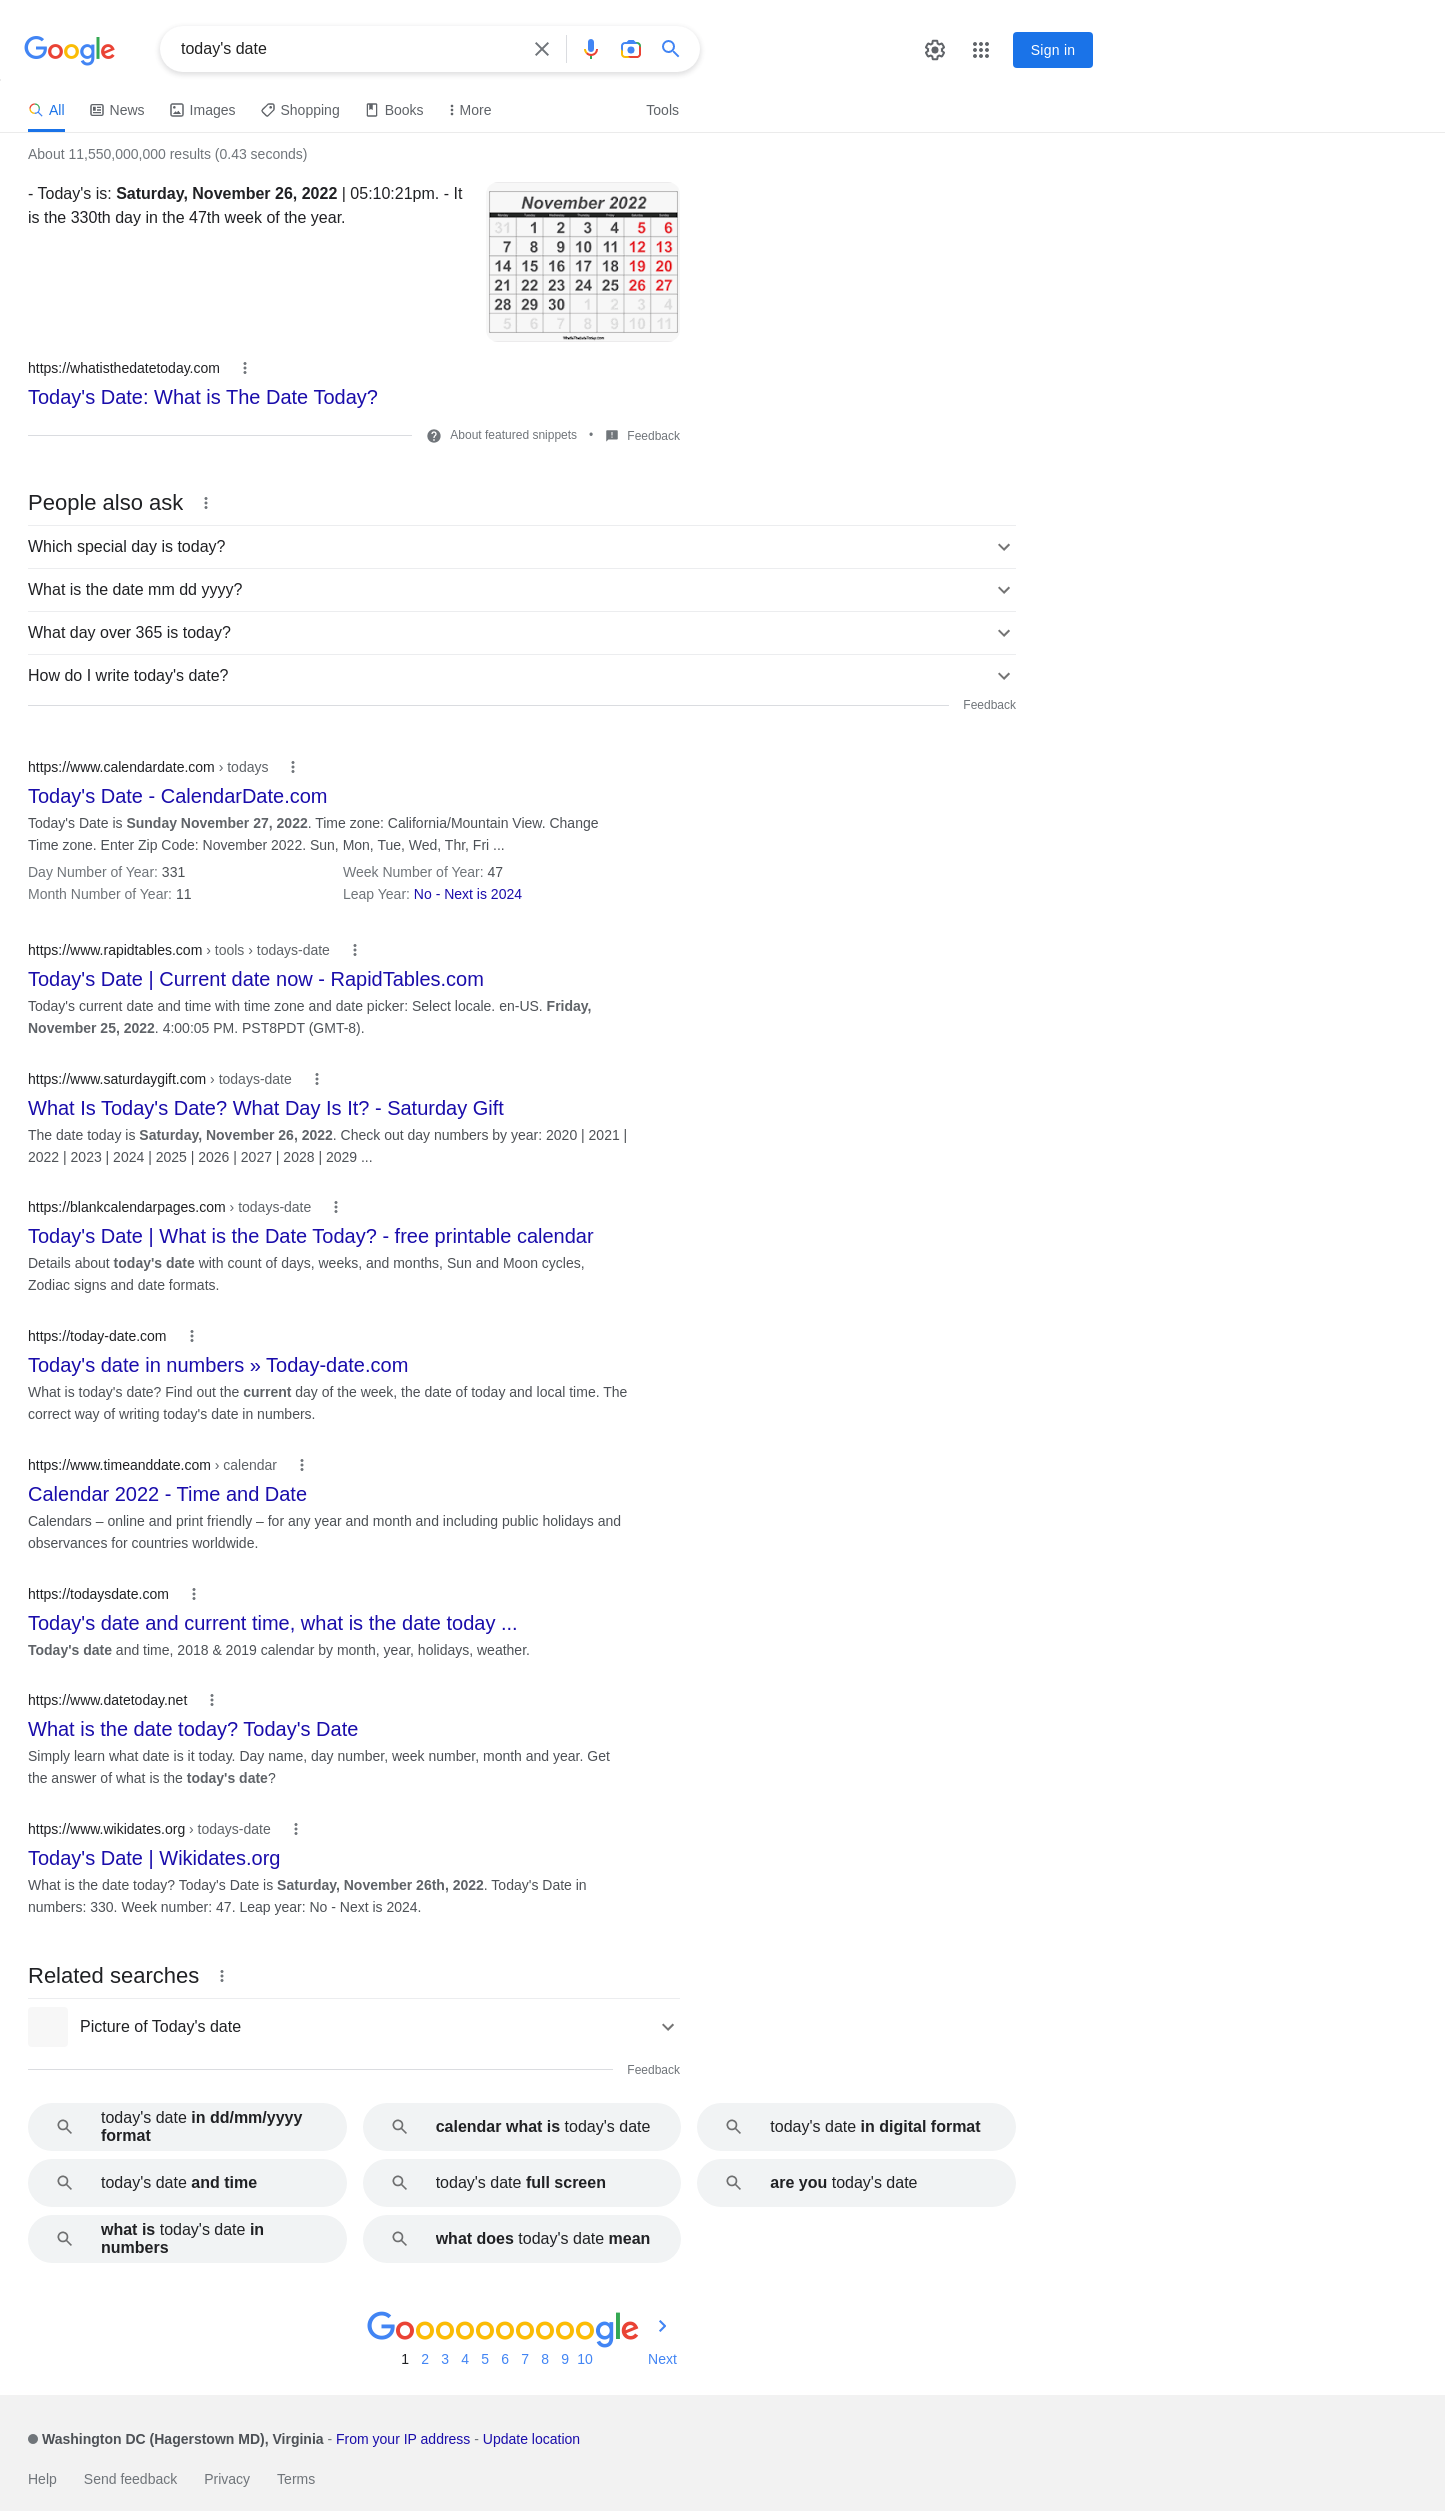 Google
today's date
Sign in
All
News
Images
Shopping
Books
More
Tools
About 11,550,000,000 results (0.43 seconds)
- Today's is: Saturday, November 26, 2022 | 05:10:21pm. - It
is the 330th day in the 47th week of the year.
November 2022
Monday Tuesday Wednesday Thursday Friday Saturday Sunday
31 1 2 3 4 5 6
7 8 9 10 11 12 13
14 15 16 17 18 19 20
21 22 23 24 25 26 27
28 29 30 1 2 3 4
5 6 7 8 9 10 11
WhatIsTheDateToday.com
https://whatisthedatetoday.com
Today's Date: What is The Date Today?
About featured snippets • Feedback
People also ask
Which special day is today?
What is the date mm dd yyyy?
What day over 365 is today?
How do I write today's date?
Feedback
https://www.calendardate.com › todays
Today's Date - CalendarDate.com
Today's Date is Sunday November 27, 2022. Time zone: California/Mountain View. Change
Time zone. Enter Zip Code: November 2022. Sun, Mon, Tue, Wed, Thr, Fri ...
Day Number of Year: 331
Week Number of Year: 47
Month Number of Year: 11
Leap Year: No - Next is 2024
https://www.rapidtables.com › tools › todays-date
Today's Date | Current date now - RapidTables.com
Today's current date and time with time zone and date picker: Select locale. en-US. Friday,
November 25, 2022. 4:00:05 PM. PST8PDT (GMT-8).
https://www.saturdaygift.com › todays-date
What Is Today's Date? What Day Is It? - Saturday Gift
The date today is Saturday, November 26, 2022. Check out day numbers by year: 2020 | 2021 |
2022 | 2023 | 2024 | 2025 | 2026 | 2027 | 2028 | 2029 ...
https://blankcalendarpages.com › todays-date
Today's Date | What is the Date Today? - free printable calendar
Details about today's date with count of days, weeks, and months, Sun and Moon cycles,
Zodiac signs and date formats.
https://today-date.com
Today's date in numbers » Today-date.com
What is today's date? Find out the current day of the week, the date of today and local time. The
correct way of writing today's date in numbers.
https://www.timeanddate.com › calendar
Calendar 2022 - Time and Date
Calendars – online and print friendly – for any year and month and including public holidays and
observances for countries worldwide.
https://todaysdate.com
Today's date and current time, what is the date today ...
Today's date and time, 2018 & 2019 calendar by month, year, holidays, weather.
https://www.datetoday.net
What is the date today? Today's Date
Simply learn what date is it today. Day name, day number, week number, month and year. Get
the answer of what is the today's date?
https://www.wikidates.org › todays-date
Today's Date | Wikidates.org
What is the date today? Today's Date is Saturday, November 26th, 2022. Today's Date in
numbers: 330. Week number: 47. Leap year: No - Next is 2024.
Related searches
Picture of Today's date
Feedback
today's date in dd/mm/yyyy
format
calendar what is today's date
today's date in digital format
today's date and time
today's date full screen
are you today's date
what is today's date in
numbers
what does today's date mean
Goooooooooogle
1 2 3 4 5 6 7 8 9 10 Next
Washington DC (Hagerstown MD), Virginia - From your IP address - Update location
Help Send feedback Privacy Terms